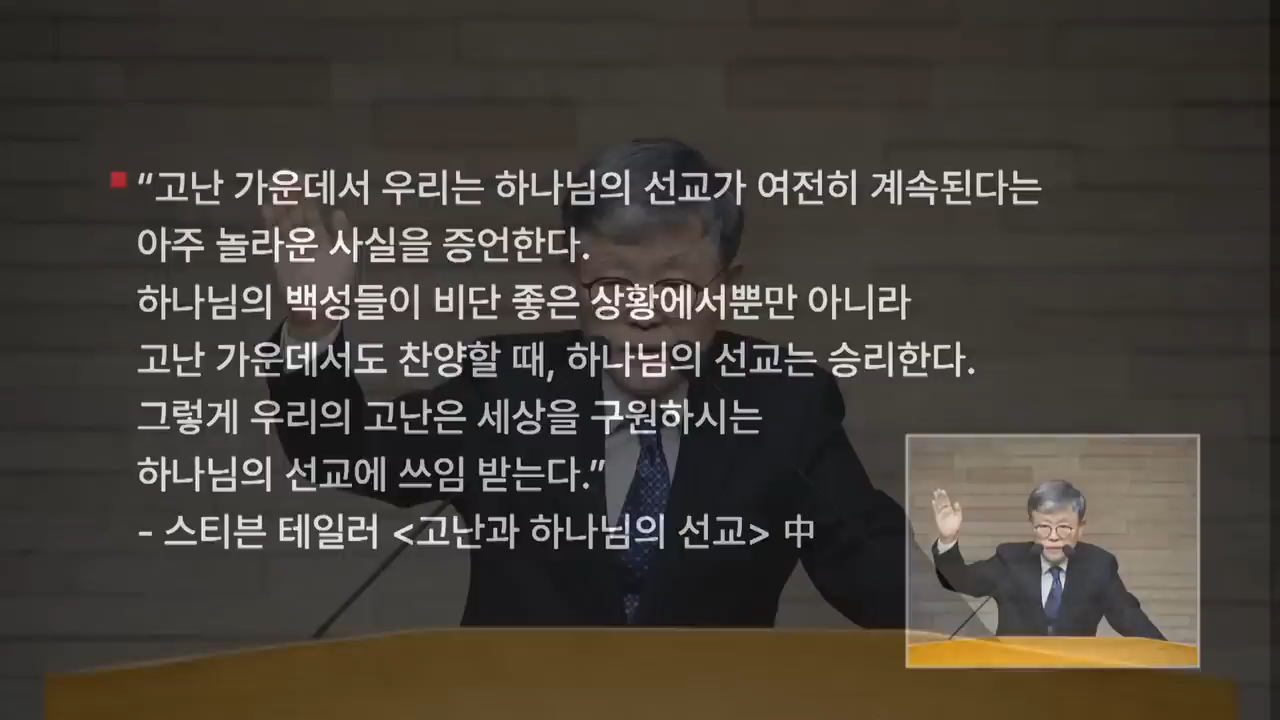 “고난 가운데서 우리는 하나님의 선교가 여전히 계속된다는
아주 놀라운 사실을 증언한다.
하나님의 백성들이 비단 좋은 상황에서뿐만 아니라
고난 가운데서도 찬양할 때, 하나님의 선교는 승리한다.
그렇게 우리의 고난은 세상을 구원하시는
하나님의 선교에 쓰임 받는다.”
- 스티븐 테일러 <고난과 하나님의 선교> 中